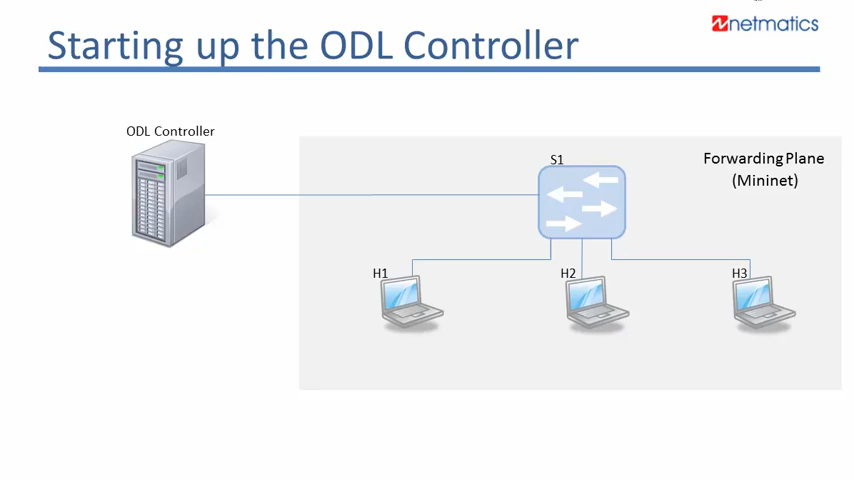 Starting up the ODL Controller
netmatics
ODL Controller
S1
Forwarding Plane
(Mininet)
H1
H2
H3